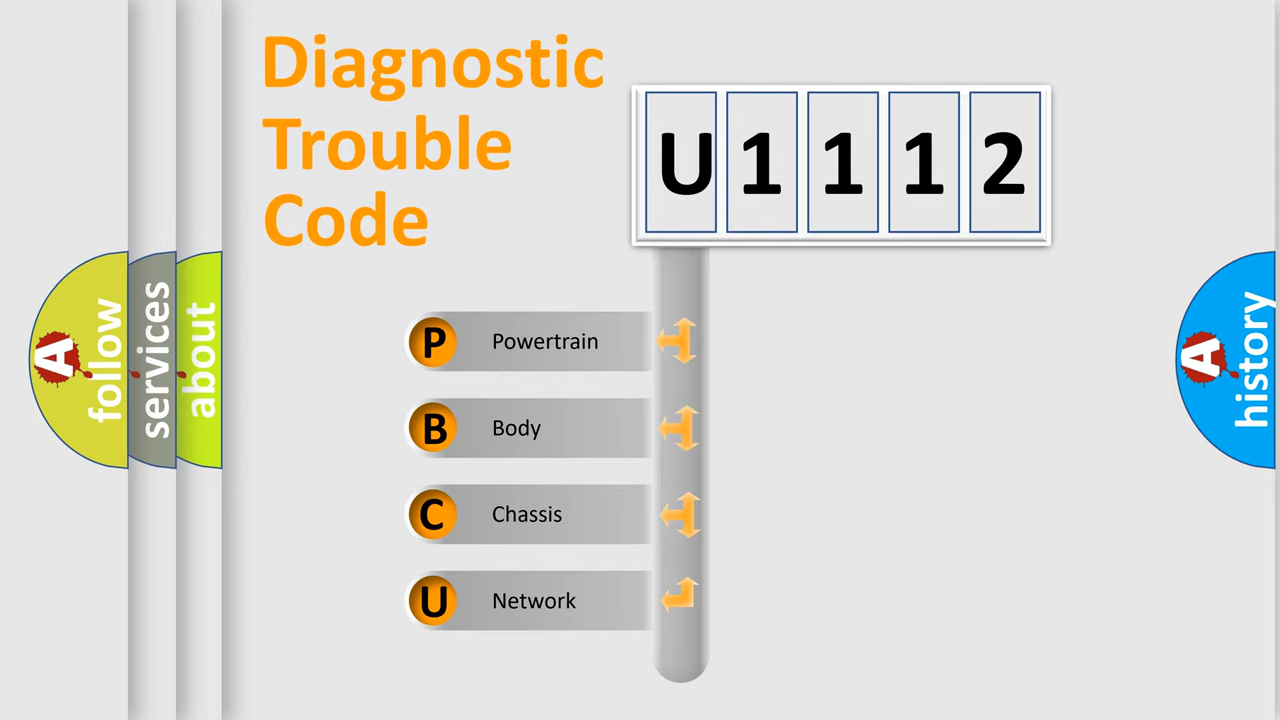 Diagnostic
Trouble
Code
U 1 1 1 2
P Powertrain
B Body
C Chassis
U Network
A follow
services
about
A history